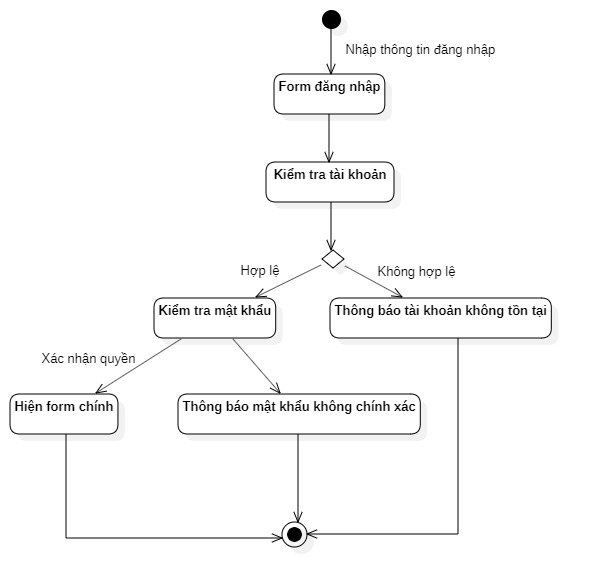 Nhập thông tin đăng nhập
Form đăng nhập
Kiểm tra tài khoản
Hợp lệ
Không hợp lệ
Kiểm tra mật khẩu
Thông báo tài khoản không tồn tại
Xác nhận quyền
Hiện form chính
Thông báo mật khẩu không chính xác